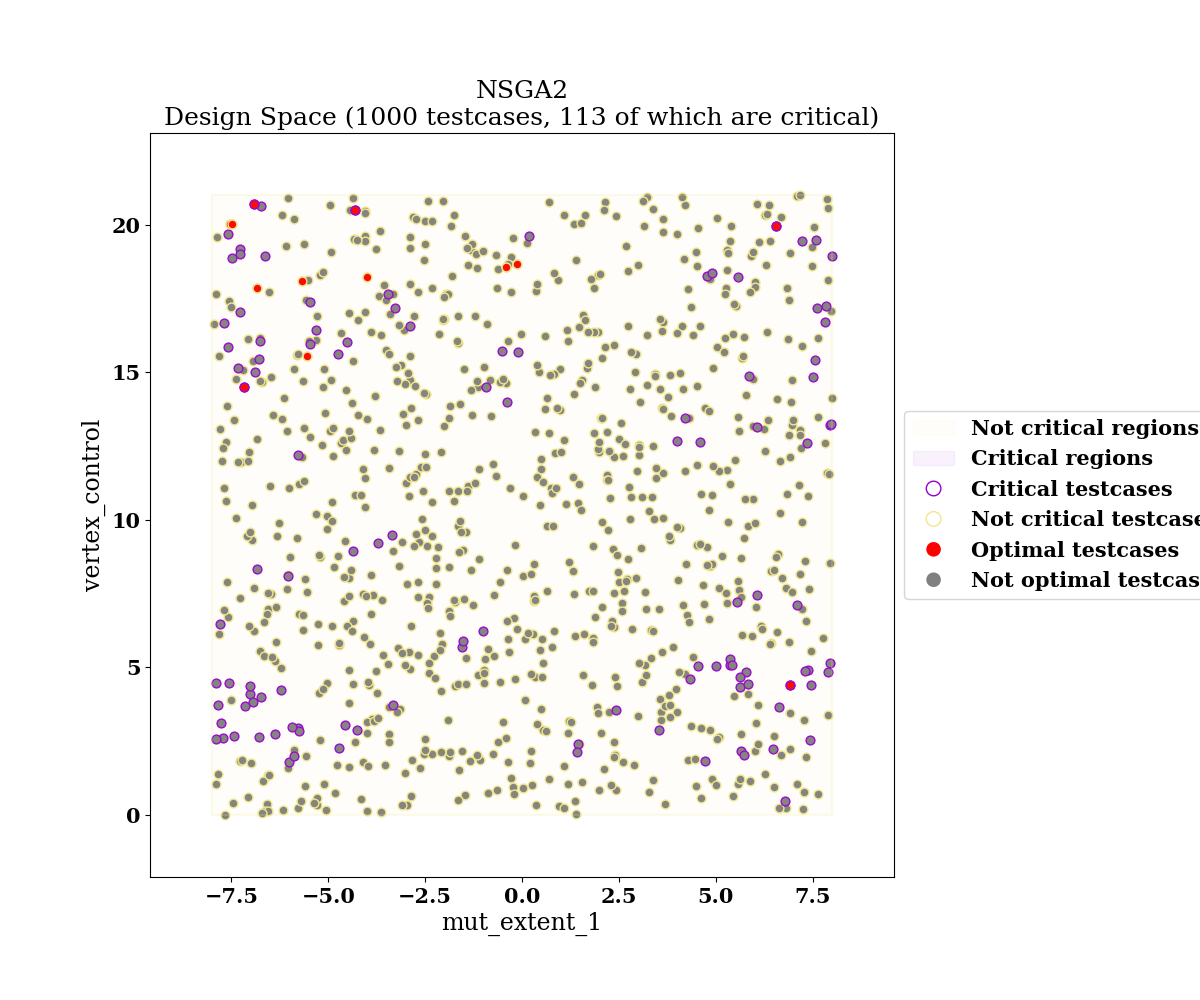 NSGA2
Design Space (1000 testcases, 113 of which are critical)
20
15
10
5
0
vertex_control
−7.5
−5.0
−2.5
0.0
2.5
5.0
7.5
mut_extent_1
Not critical regions
Critical regions
Critical testcases
Not critical testcase
Optimal testcases
Not optimal testcas